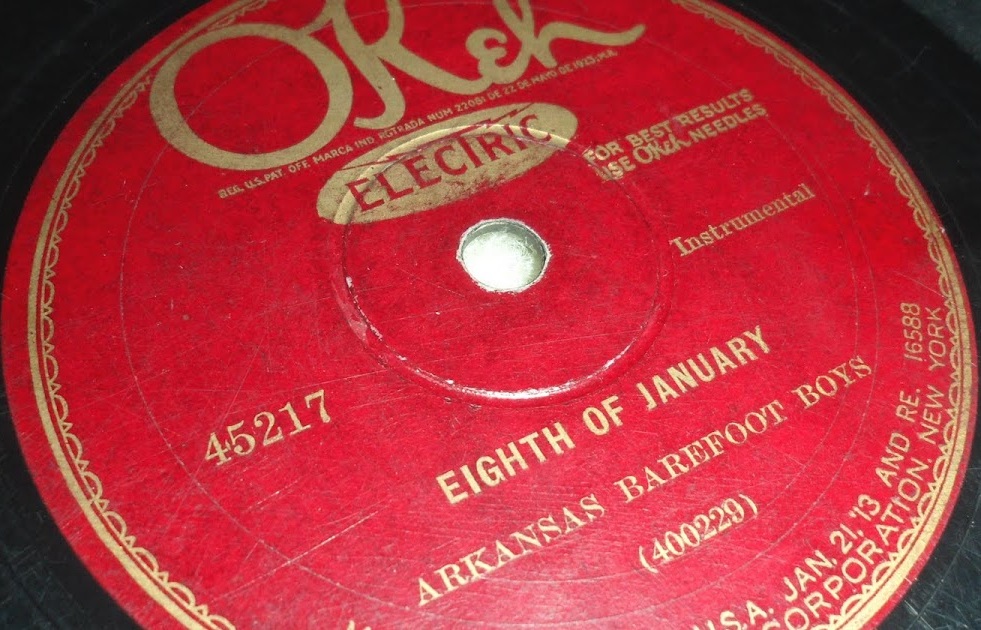 OKeh
REG. U.S. PAT. OFF. MARCA IND. RGTRADA NUM 22081 DE 22 DE MAYO DE 1923, M.R.
ELECTRIC
FOR BEST RESULTS
USE OKeh NEEDLES
Instrumental
45217
EIGHTH OF JANUARY
ARKANSAS BAREFOOT BOYS
(400229)
U.S.A. JAN. 21, '13 AND RE. 16588
CORPORATION, NEW YORK